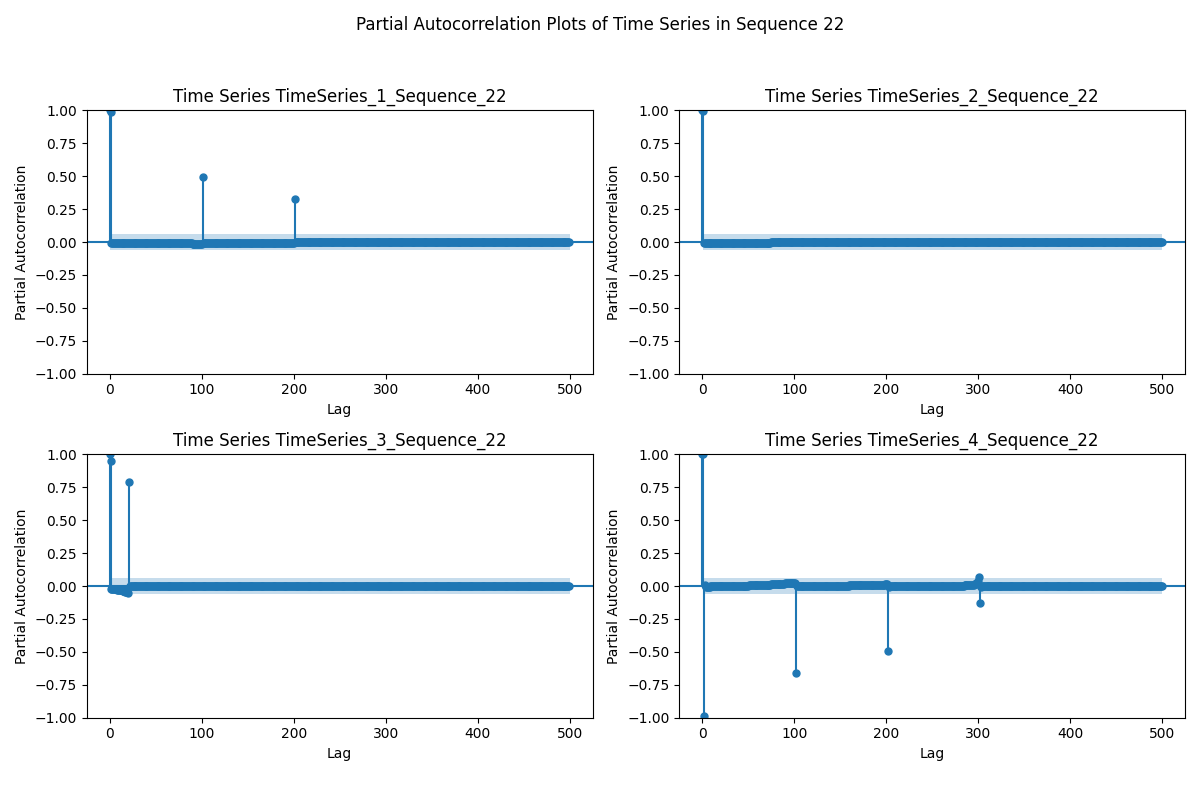 Partial Autocorrelation Plots of Time Series in Sequence 22
Time Series TimeSeries_1_Sequence_22
1.00
0.75
0.50
0.25
0.00
−0.25
−0.50
−0.75
−1.00
Partial Autocorrelation
0 100 200 300 400 500
Lag
Time Series TimeSeries_2_Sequence_22
1.00
0.75
0.50
0.25
0.00
−0.25
−0.50
−0.75
−1.00
Partial Autocorrelation
0 100 200 300 400 500
Lag
Time Series TimeSeries_3_Sequence_22
1.00
0.75
0.50
0.25
0.00
−0.25
−0.50
−0.75
−1.00
Partial Autocorrelation
0 100 200 300 400 500
Lag
Time Series TimeSeries_4_Sequence_22
1.00
0.75
0.50
0.25
0.00
−0.25
−0.50
−0.75
−1.00
Partial Autocorrelation
0 100 200 300 400 500
Lag